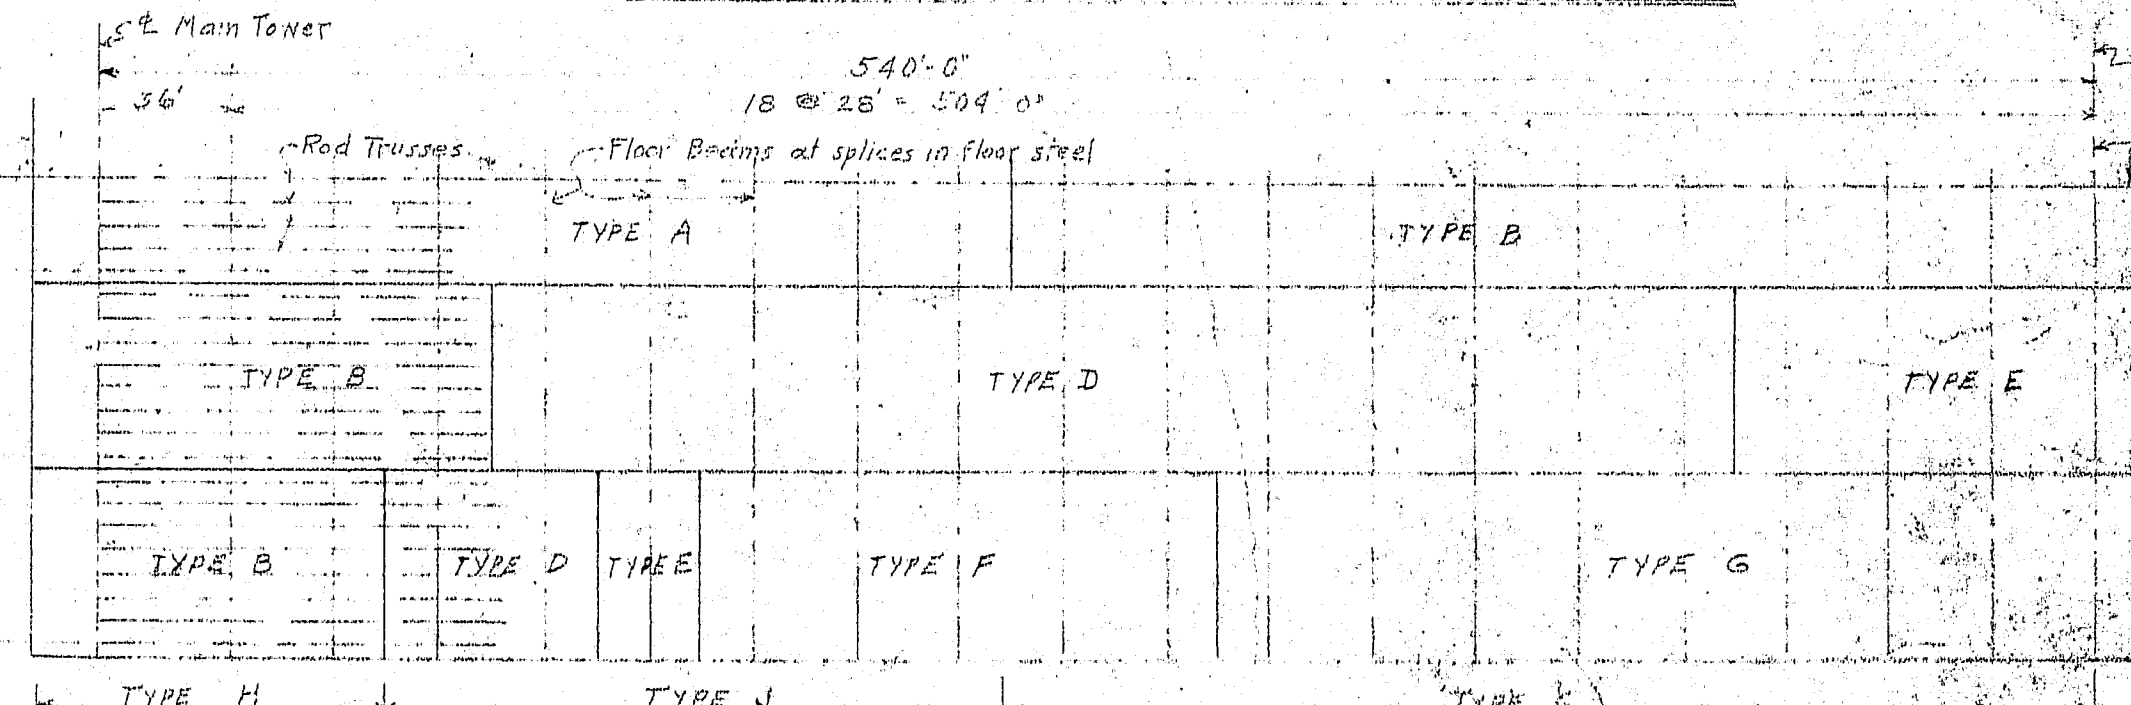 ℄ Main Tower
540'-0"
36'
18 @ 28' = 504' 0"
Rod Trusses
Floor Beams at splices in floor steel
TYPE A
TYPE B
TYPE B
TYPE D
TYPE E
TYPE B
TYPE D
TYPE E
TYPE F
TYPE G
TYPE H
TYPE J
TYPE